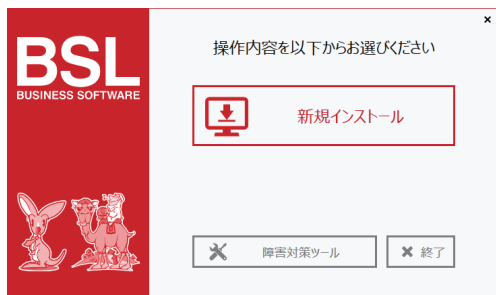 BSL
BUSINESS SOFTWARE
操作内容を以下からお選びください
新規インストール
障害対策ツール
終了